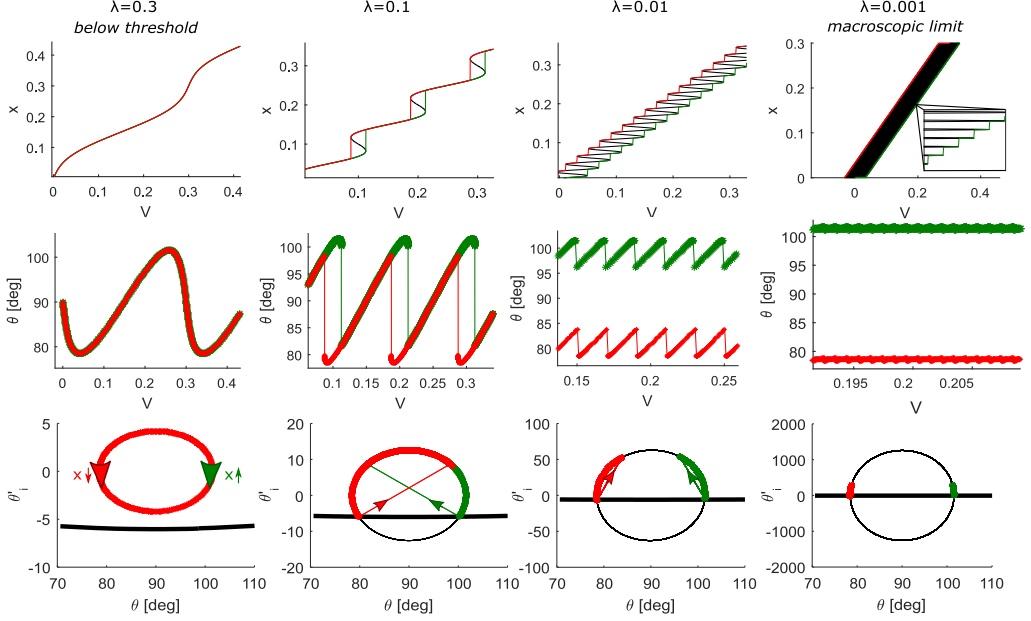 λ=0.3 λ=0.1 λ=0.01 λ=0.001
below threshold macroscopic limit
0.4 0.3 0.2 0.1
x
0 0.1 0.2 0.3 0.4
V
0.3 0.2 0.1
x
0.1 0.2 0.3
V
0.3 0.2 0.1 0
x
0 0.1 0.2 0.3
V
0.3 0.2 0.1 0
x
0 0.2 0.4
V
100 90 80
θ [deg]
0 0.1 0.2 0.3 0.4
V
100 95 90 85 80
θ [deg]
0.1 0.15 0.2 0.25 0.3
V
100 95 90 85 80
θ [deg]
0.15 0.2 0.25
V
100 95 90 85 80
θ [deg]
0.195 0.2 0.205
V
5 0 -5 -10
θ'i
x↓ x↑
70 80 90 100 110
θ [deg]
20 10 0 -10 -20
θ'i
70 80 90 100 110
θ [deg]
100 50 0 -50 -100
θ'i
70 80 90 100 110
θ [deg]
2000 1000 0 -1000 -2000
θ'i
70 80 90 100 110
θ [deg]